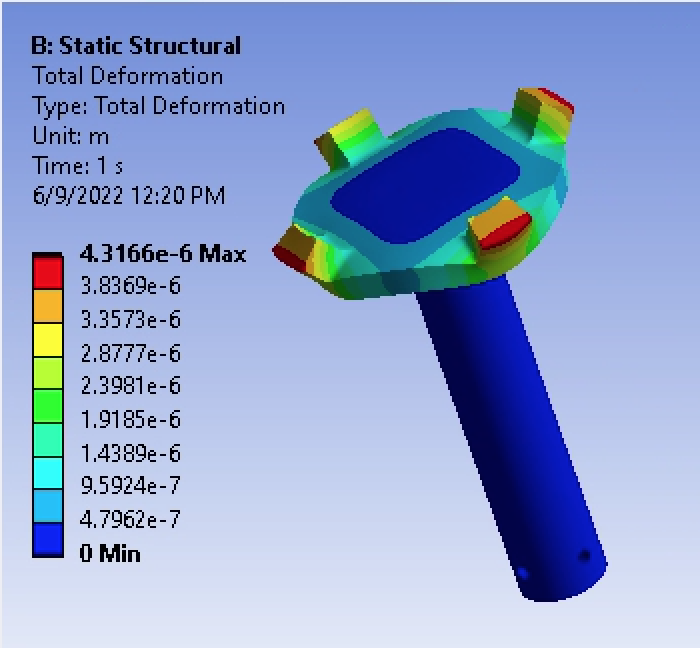 B: Static Structural
Total Deformation
Type: Total Deformation
Unit: m
Time: 1 s
6/9/2022 12:20 PM
4.3166e-6 Max
3.8369e-6
3.3573e-6
2.8777e-6
2.3981e-6
1.9185e-6
1.4389e-6
9.5924e-7
4.7962e-7
0 Min